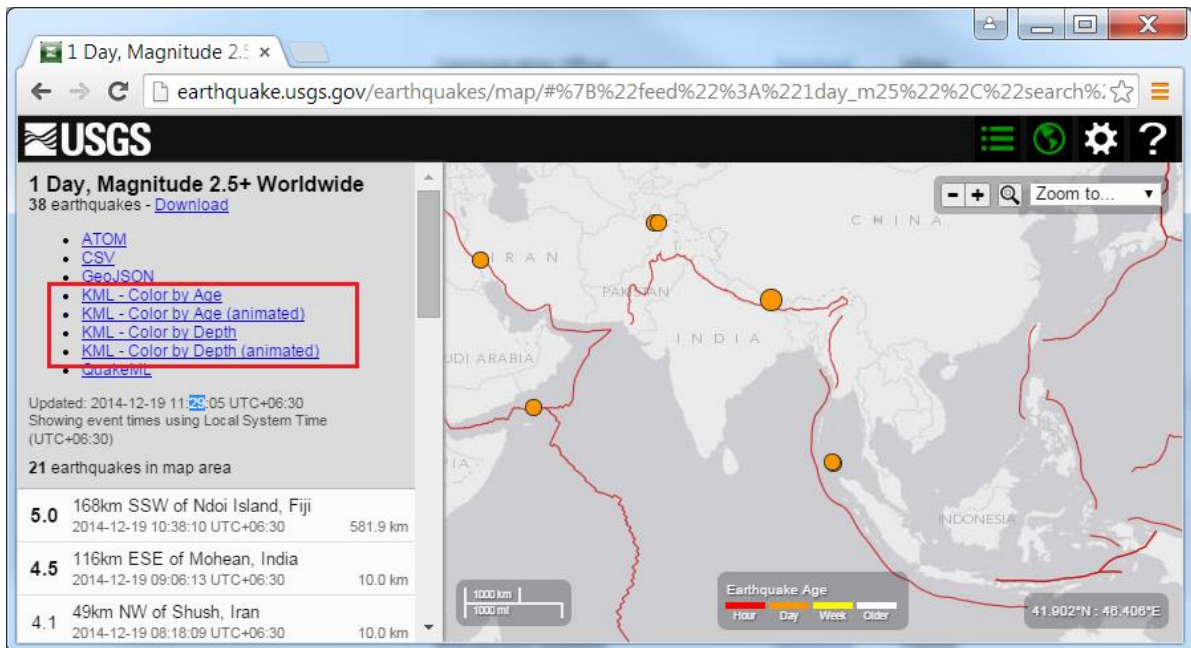 1 Day, Magnitude 2.5
earthquake.usgs.gov/earthquakes/map/#%7B%22feed%22%3A%221day_m25%22%2C%22search%
USGS
?
1 Day, Magnitude 2.5+ Worldwide
38 earthquakes - Download
ATOM
CSV
GeoJSON
KML - Color by Age
KML - Color by Age (animated)
KML - Color by Depth
KML - Color by Depth (animated)
QuakeML
Updated: 2014-12-19 11:29:05 UTC+06:30
Showing event times using Local System Time
(UTC+06:30)
21 earthquakes in map area
5.0 168km SSW of Ndoi Island, Fiji
2014-12-19 10:38:10 UTC+06:30 581.9 km
4.5 116km ESE of Mohean, India
2014-12-19 09:06:13 UTC+06:30 10.0 km
4.1 49km NW of Shush, Iran
2014-12-19 08:18:09 UTC+06:30 10.0 km
- + Zoom to...
CHINA
IRAN
PAKISTAN
INDIA
UDI ARABIA
PIA
INDONESIA
1000 km
1000 mi
Earthquake Age
Hour Day Week Older
41.902°N : 46.406°E